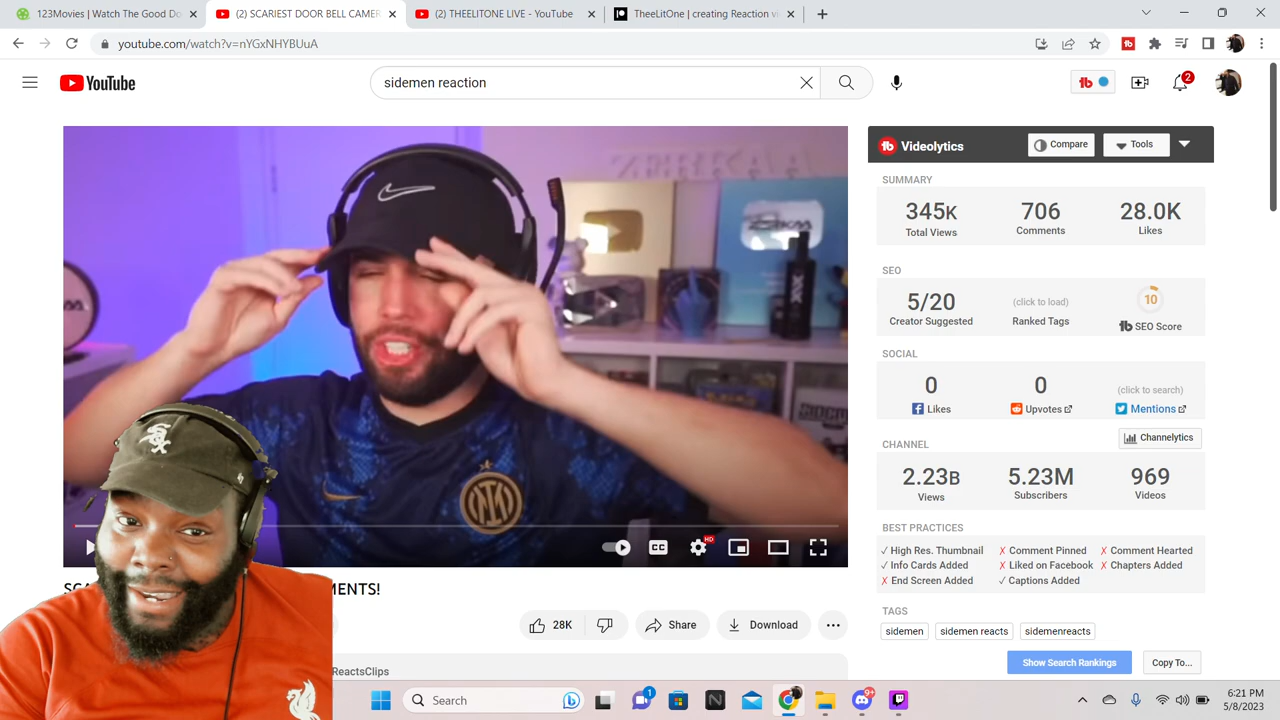 123Movies | Watch The Good Do
(2) SCARIEST DOOR BELL CAMER
(2) THEELITONE LIVE - YouTube
TheeLitOne | creating Reaction vi
youtube.com/watch?v=nYGxNHYBUuA
YouTube
sidemen reaction
2
Videolytics
Compare
Tools
SUMMARY
345K
706
28.0K
Total Views
Comments
Likes
SEO
5/20
(click to load)
10
Creator Suggested
Ranked Tags
SEO Score
SOCIAL
0
0
(click to search)
Likes
Upvotes
Mentions
CHANNEL
Channelytics
2.23B
5.23M
969
Views
Subscribers
Videos
BEST PRACTICES
✓ High Res. Thumbnail
✗ Comment Pinned
✗ Comment Hearted
✓ Info Cards Added
✗ Liked on Facebook
✗ Chapters Added
✗ End Screen Added
✓ Captions Added
TAGS
sidemen
sidemen reacts
sidemenreacts
Show Search Rankings
Copy To...
CC
HD
MENTS!
28K
Share
Download
ReactsClips
Search
1
9+
6:21 PM
5/8/2023